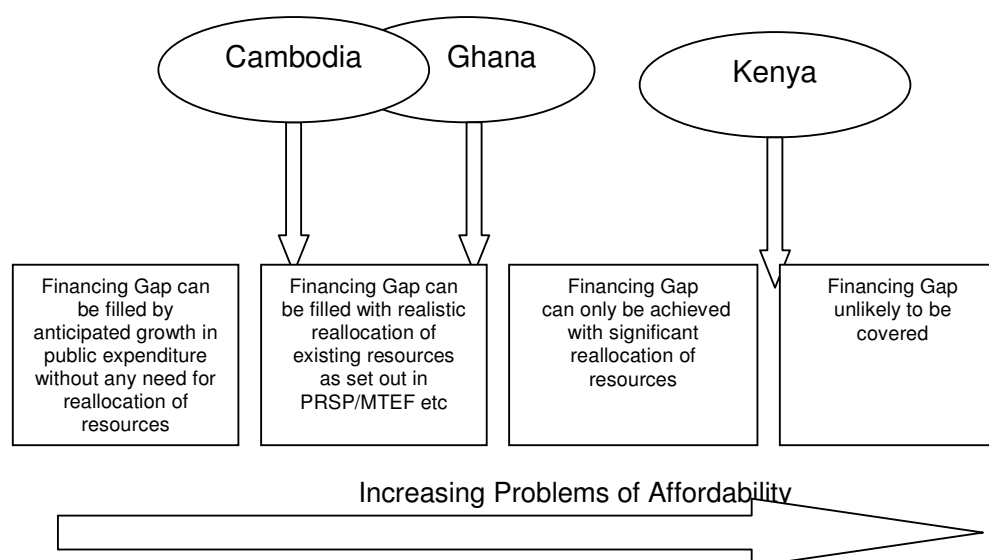 Cambodia
Ghana
Kenya
Financing Gap can
be filled by
anticipated growth in
public expenditure
without any need for
reallocation of
resources
Financing Gap can
be filled with realistic
reallocation of
existing resources
as set out in
PRSP/MTEF etc
Financing Gap
can only be achieved
with significant
reallocation of
resources
Financing Gap
unlikely to be
covered
Increasing Problems of Affordability